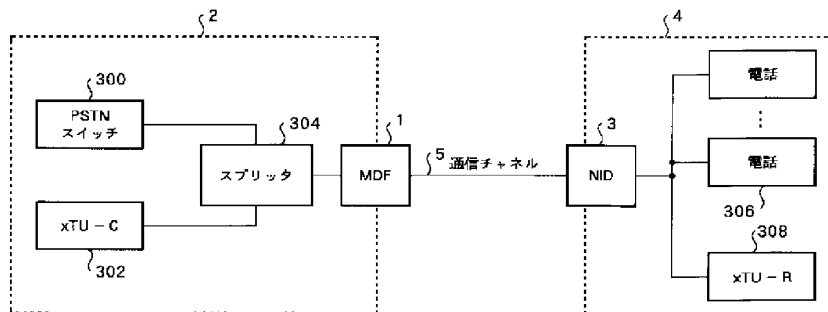 2
4
300
PSTN
スイッチ
304
スプリッタ
1
MDF
5 通信チャネル
3
NID
電話
電話
306
xTU－C
302
308
xTU－R